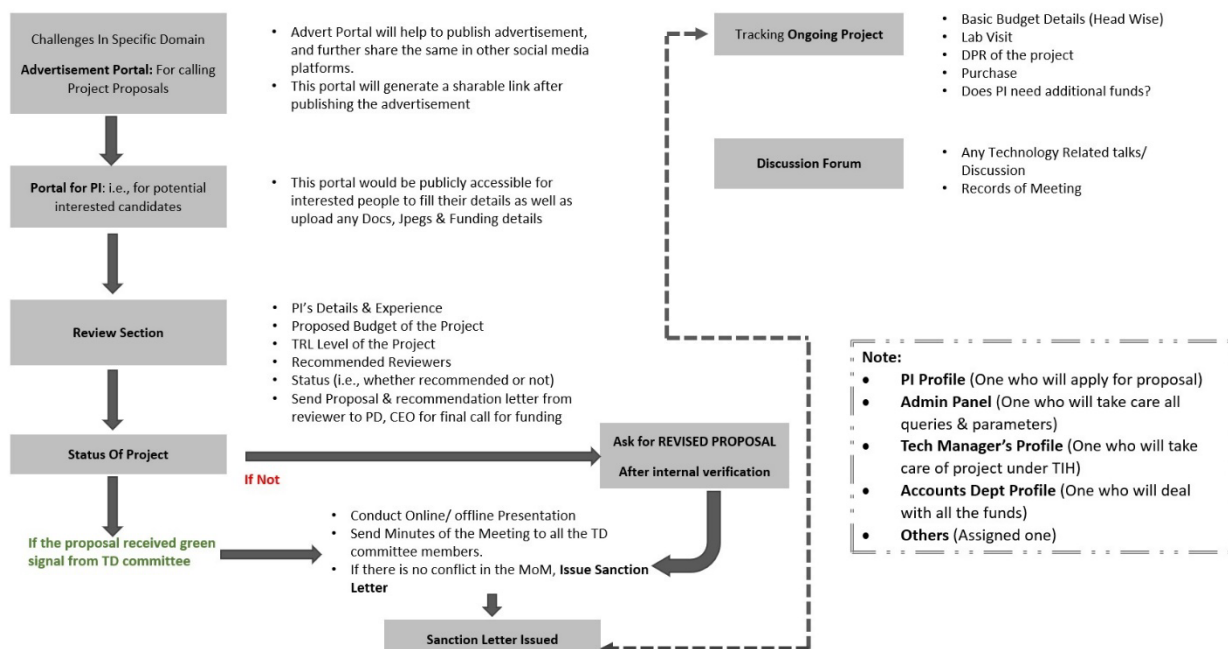 Challenges In Specific Domain
Advertisement Portal: For calling
Project Proposals
• Advert Portal will help to publish advertisement,
and further share the same in other social media
platforms.
• This portal will generate a sharable link after
publishing the advertisement
Portal for PI: i.e., for potential
interested candidates
• This portal would be publicly accessible for
interested people to fill their details as well as
upload any Docs, Jpegs & Funding details
Review Section
• PI's Details & Experience
• Proposed Budget of the Project
• TRL Level of the Project
• Recommended Reviewers
• Status (i.e., whether recommended or not)
• Send Proposal & recommendation letter from
reviewer to PD, CEO for final call for funding
Status Of Project
If Not
Ask for REVISED PROPOSAL
After internal verification
If the proposal received green
signal from TD committee
• Conduct Online/ offline Presentation
• Send Minutes of the Meeting to all the TD
committee members.
• If there is no conflict in the MoM, Issue Sanction
Letter
Sanction Letter Issued
Tracking Ongoing Project
• Basic Budget Details (Head Wise)
• Lab Visit
• DPR of the project
• Purchase
• Does PI need additional funds?
Discussion Forum
• Any Technology Related talks/
Discussion
• Records of Meeting
Note:
• PI Profile (One who will apply for proposal)
• Admin Panel (One who will take care all
queries & parameters)
• Tech Manager's Profile (One who will take
care of project under TIH)
• Accounts Dept Profile (One who will deal
with all the funds)
• Others (Assigned one)